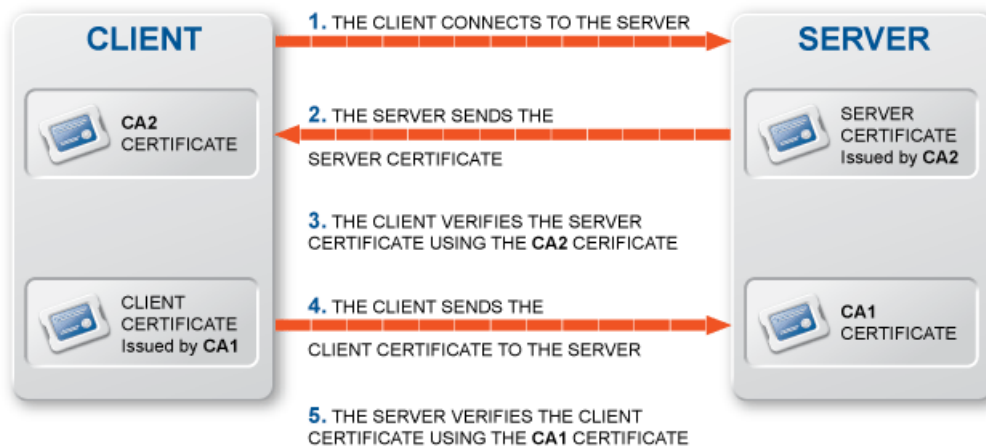 CLIENT
CA2
CERTIFICATE
CLIENT
CERTIFICATE
Issued by CA1
1. THE CLIENT CONNECTS TO THE SERVER
2. THE SERVER SENDS THE
SERVER CERTIFICATE
3. THE CLIENT VERIFIES THE SERVER
CERTIFICATE USING THE CA2 CERIFICATE
4. THE CLIENT SENDS THE
CLIENT CERTIFICATE TO THE SERVER
5. THE SERVER VERIFIES THE CLIENT
CERTIFICATE USING THE CA1 CERTIFICATE
SERVER
SERVER
CERTIFICATE
Issued by CA2
CA1
CERTIFICATE